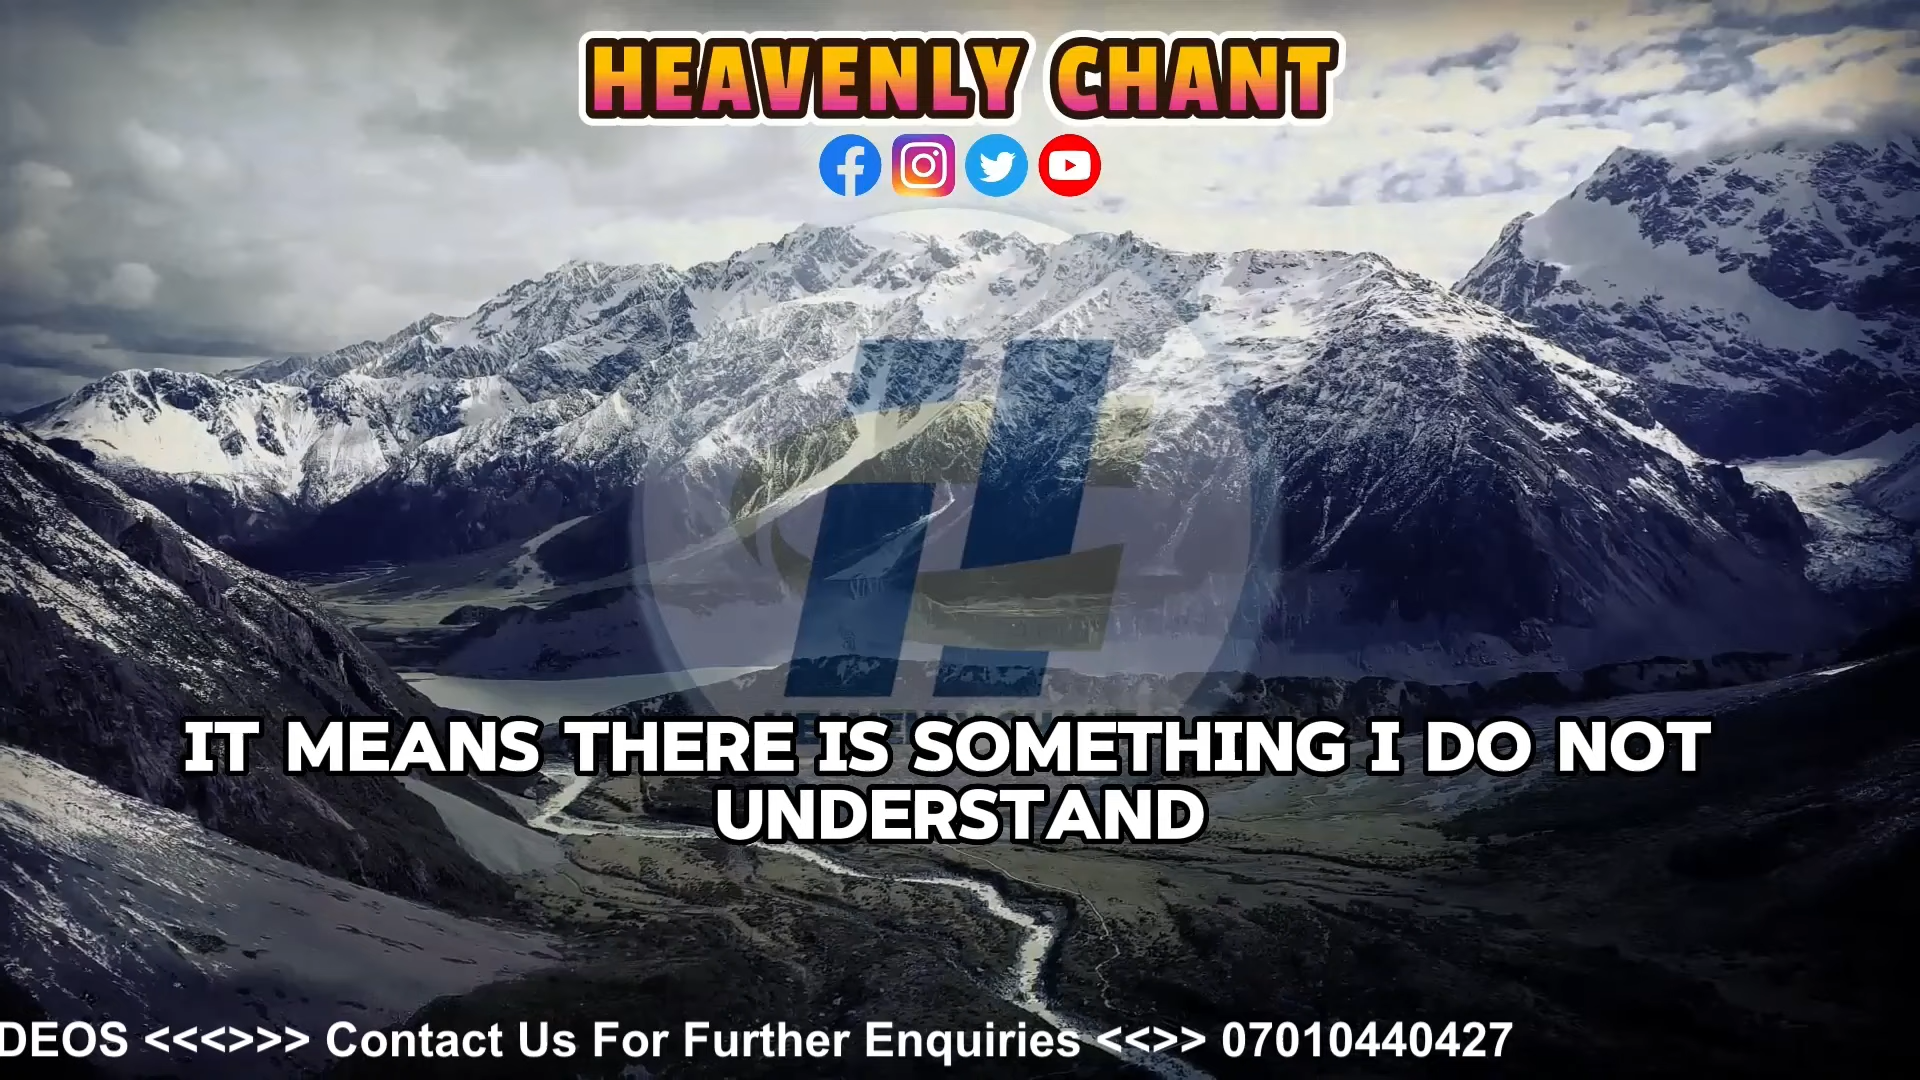 HEAVENLY CHANT
IT MEANS THERE IS SOMETHING I DO NOT
UNDERSTAND
DEOS <<<>>> Contact Us For Further Enquiries <<>> 07010440427